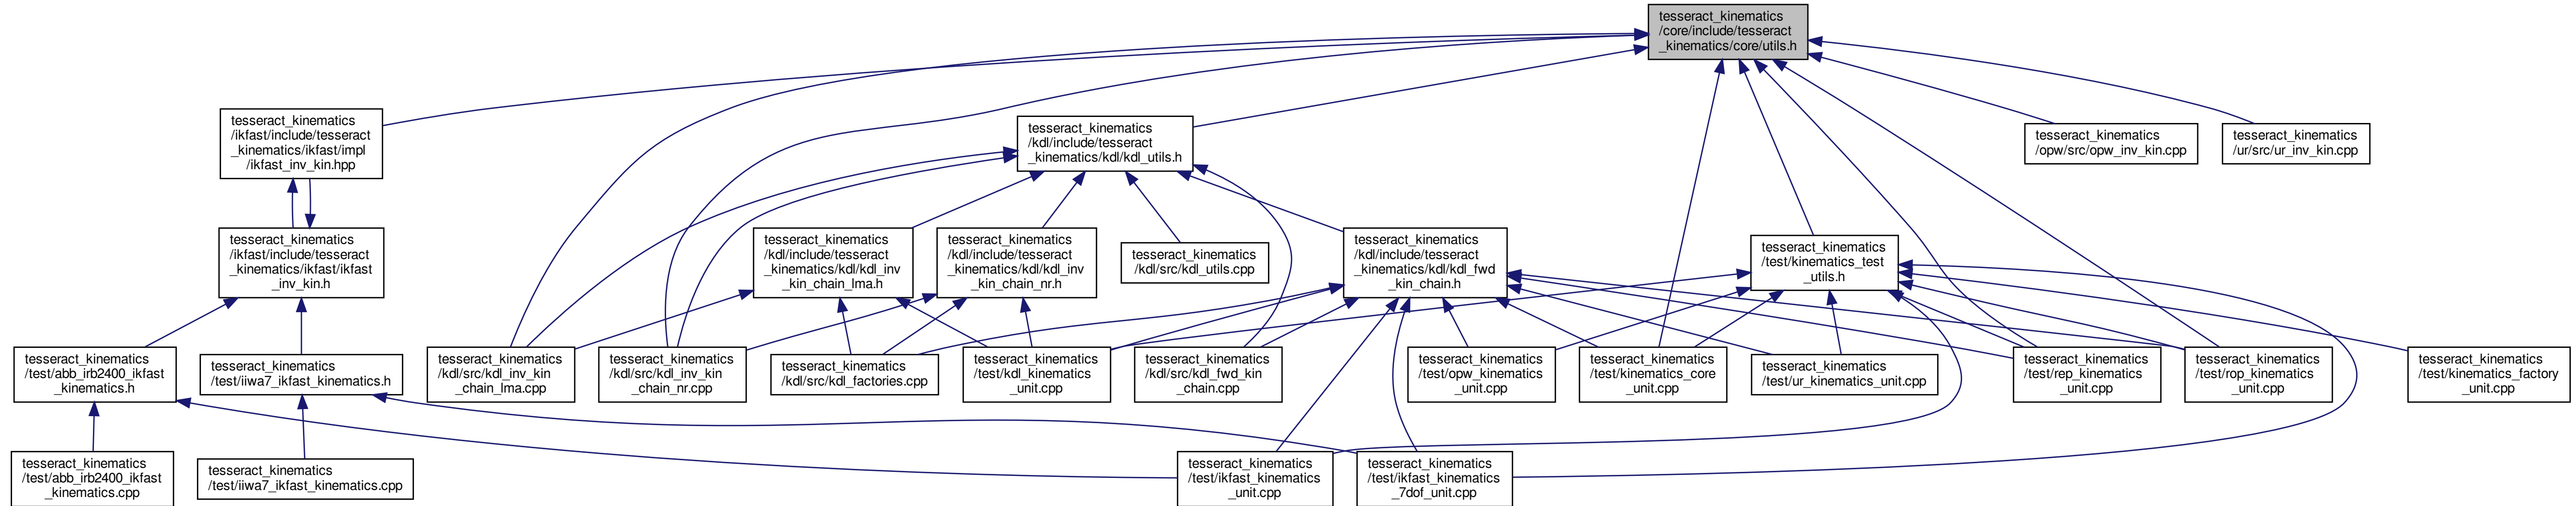 tesseract_kinematics
/core/include/tesseract
_kinematics/core/utils.h
tesseract_kinematics
/ikfast/include/tesseract
_kinematics/ikfast/impl
/ikfast_inv_kin.hpp
tesseract_kinematics
/kdl/include/tesseract
_kinematics/kdl/kdl_utils.h
tesseract_kinematics
/opw/src/opw_inv_kin.cpp
tesseract_kinematics
/ur/src/ur_inv_kin.cpp
tesseract_kinematics
/ikfast/include/tesseract
_kinematics/ikfast/ikfast
_inv_kin.h
tesseract_kinematics
/kdl/include/tesseract
_kinematics/kdl/kdl_inv
_kin_chain_lma.h
tesseract_kinematics
/kdl/include/tesseract
_kinematics/kdl/kdl_inv
_kin_chain_nr.h
tesseract_kinematics
/kdl/src/kdl_utils.cpp
tesseract_kinematics
/kdl/include/tesseract
_kinematics/kdl/kdl_fwd
_kin_chain.h
tesseract_kinematics
/test/kinematics_test
_utils.h
tesseract_kinematics
/test/abb_irb2400_ikfast
_kinematics.h
tesseract_kinematics
/test/iiwa7_ikfast_kinematics.h
tesseract_kinematics
/kdl/src/kdl_inv_kin
_chain_lma.cpp
tesseract_kinematics
/kdl/src/kdl_inv_kin
_chain_nr.cpp
tesseract_kinematics
/kdl/src/kdl_factories.cpp
tesseract_kinematics
/test/kdl_kinematics
_unit.cpp
tesseract_kinematics
/kdl/src/kdl_fwd_kin
_chain.cpp
tesseract_kinematics
/test/opw_kinematics
_unit.cpp
tesseract_kinematics
/test/kinematics_core
_unit.cpp
tesseract_kinematics
/test/ur_kinematics_unit.cpp
tesseract_kinematics
/test/rep_kinematics
_unit.cpp
tesseract_kinematics
/test/rop_kinematics
_unit.cpp
tesseract_kinematics
/test/kinematics_factory
_unit.cpp
tesseract_kinematics
/test/abb_irb2400_ikfast
_kinematics.cpp
tesseract_kinematics
/test/iiwa7_ikfast_kinematics.cpp
tesseract_kinematics
/test/ikfast_kinematics
_unit.cpp
tesseract_kinematics
/test/ikfast_kinematics
_7dof_unit.cpp